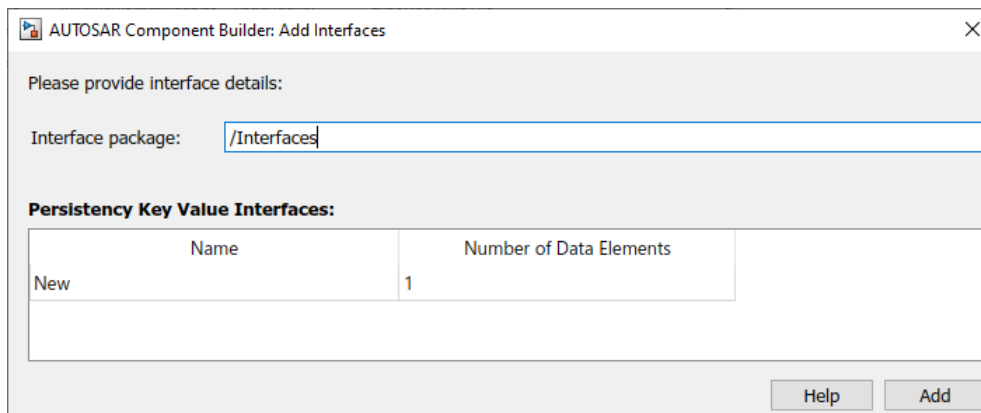 AUTOSAR Component Builder: Add Interfaces
Please provide interface details:
Interface package: /Interfaces
Persistency Key Value Interfaces:
Name Number of Data Elements
New 1
Help Add